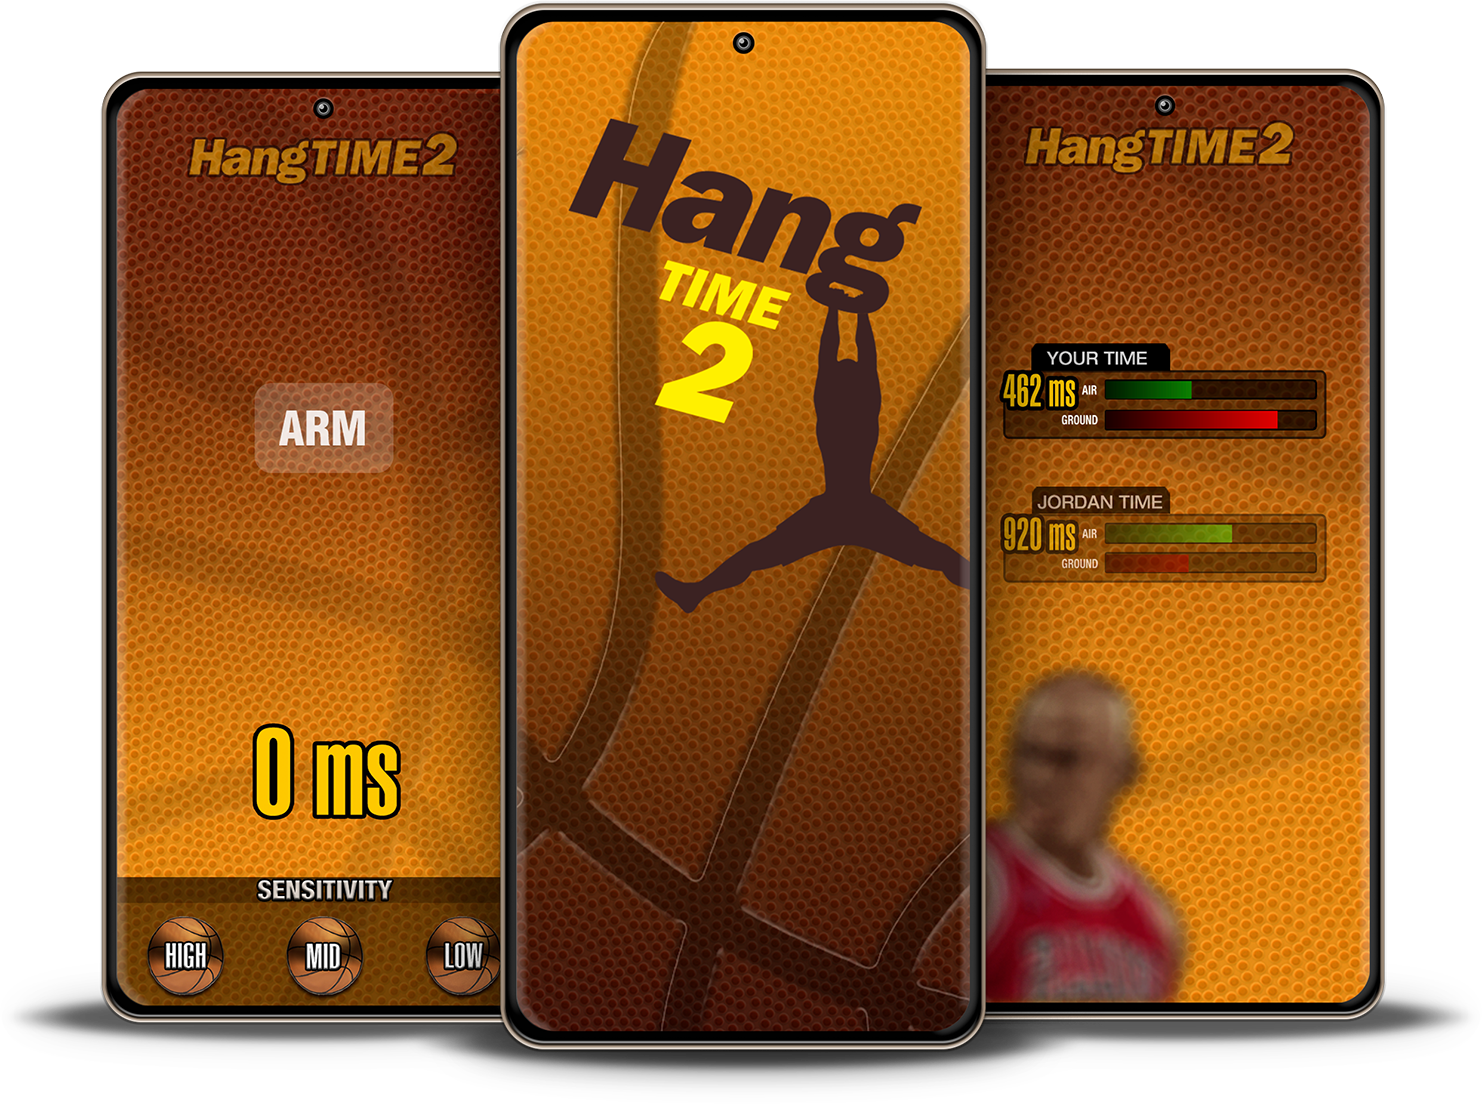 HangTIME2
ARM
0 ms
SENSITIVITY
HIGH
MID
LOW
Hang
TIME
2
HangTIME2
YOUR TIME
462 ms AIR
GROUND
JORDAN TIME
920 ms AIR
GROUND